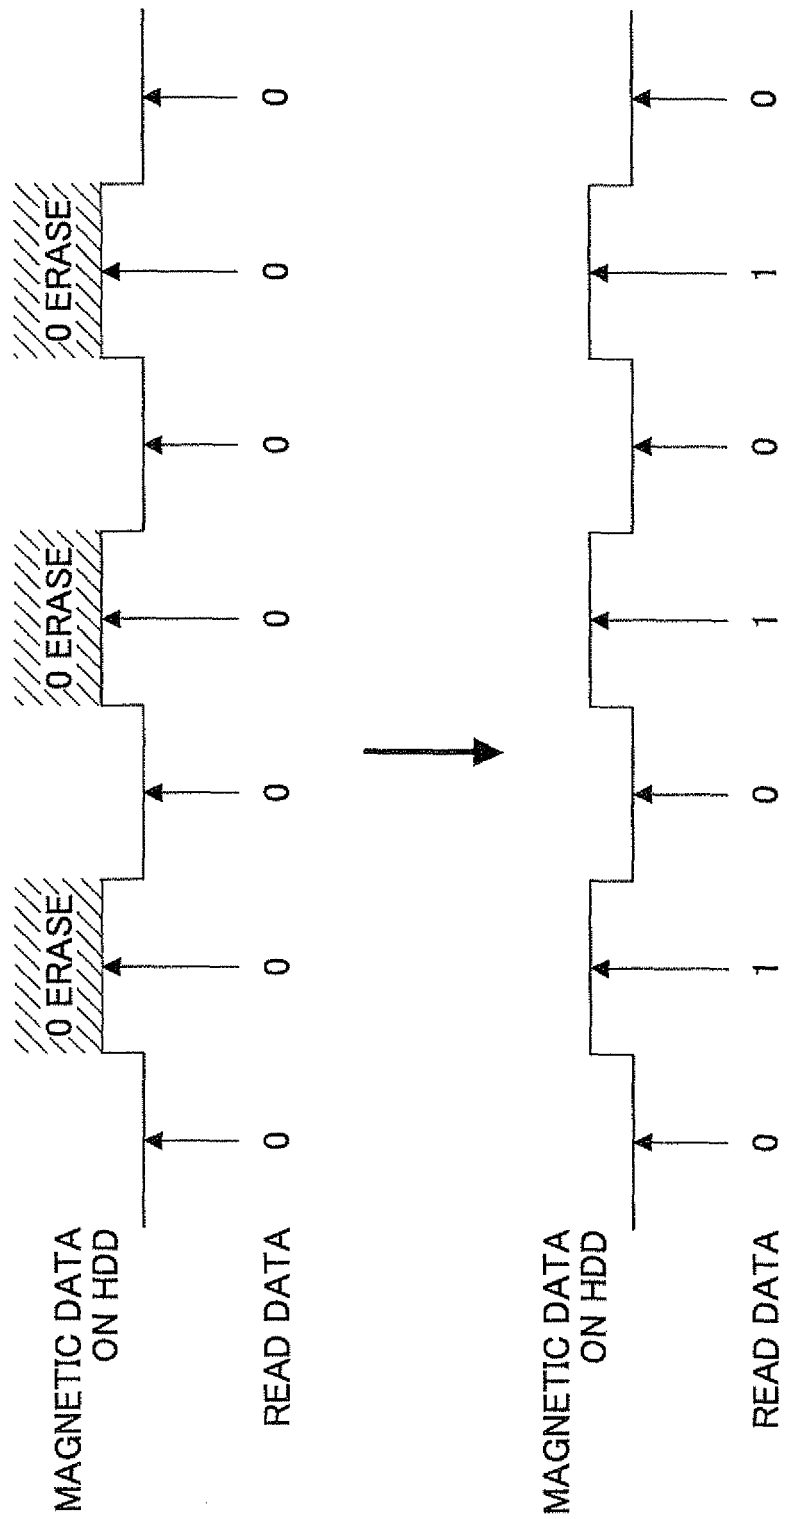 0 ERASE 0 ERASE 0 ERASE
MAGNETIC DATA
ON HDD
READ DATA 0 0 0 0 0 0 0
MAGNETIC DATA
ON HDD
READ DATA 0 1 0 1 0 1 0